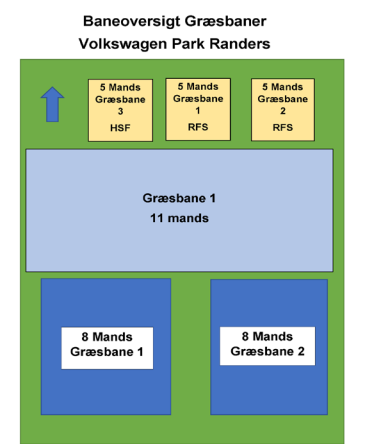 Baneoversigt Græsbaner
Volkswagen Park Randers
5 Mands
Græsbane
3
HSF
5 Mands
Græsbane
1
RFS
5 Mands
Græsbane
2
RFS
Græsbane 1
11 mands
8 Mands
Græsbane 1
8 Mands
Græsbane 2